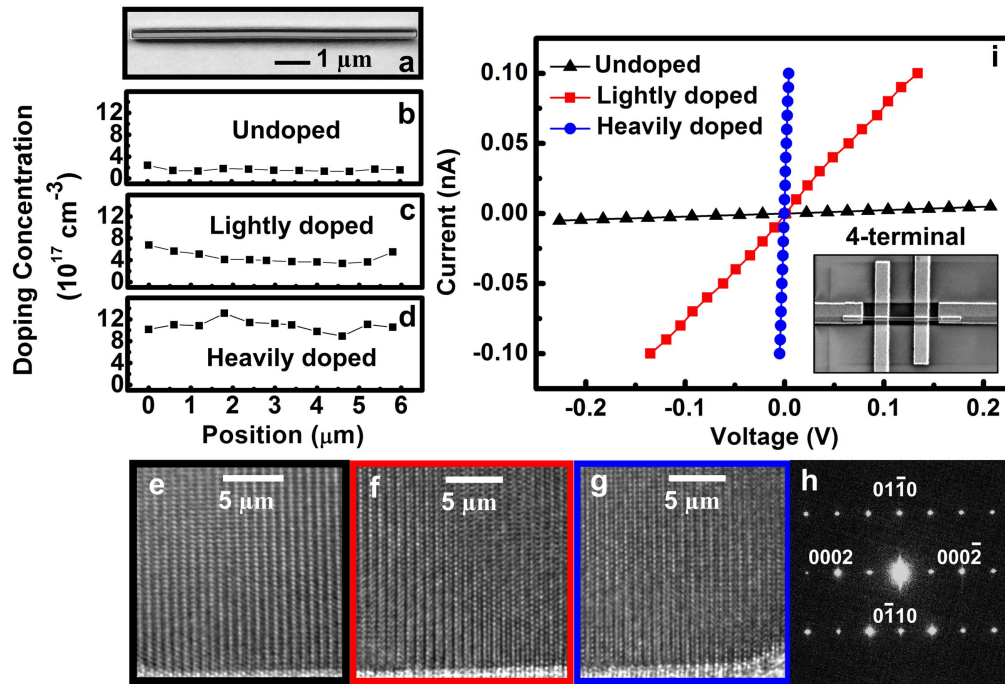 1 µm
a
Doping Concentration
(10¹⁷ cm⁻³)
12
8
4
0
Undoped
b
12
8
4
0
Lightly doped
c
12
8
4
0
Heavily doped
d
0 1 2 3 4 5 6
Position (µm)
i
Undoped
Lightly doped
Heavily doped
Current (nA)
0.10
0.05
0.00
-0.05
-0.10
4-terminal
-0.2 -0.1 0.0 0.1 0.2
Voltage (V)
e
5 µm
f
5 µm
g
5 µm
h
011̅0
0002 0002̅
01̅10